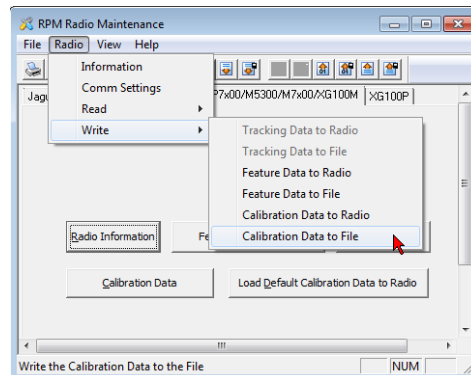 RPM Radio Maintenance
File Radio View Help
Information
Comm Settings
Read
Write
Jagu
P7x00/M5300/M7x00/XG100M
XG100P
Tracking Data to Radio
Tracking Data to File
Feature Data to Radio
Feature Data to File
Calibration Data to Radio
Calibration Data to File
Radio Information
Fe
Calibration Data
Load Default Calibration Data to Radio
Write the Calibration Data to the File
NUM